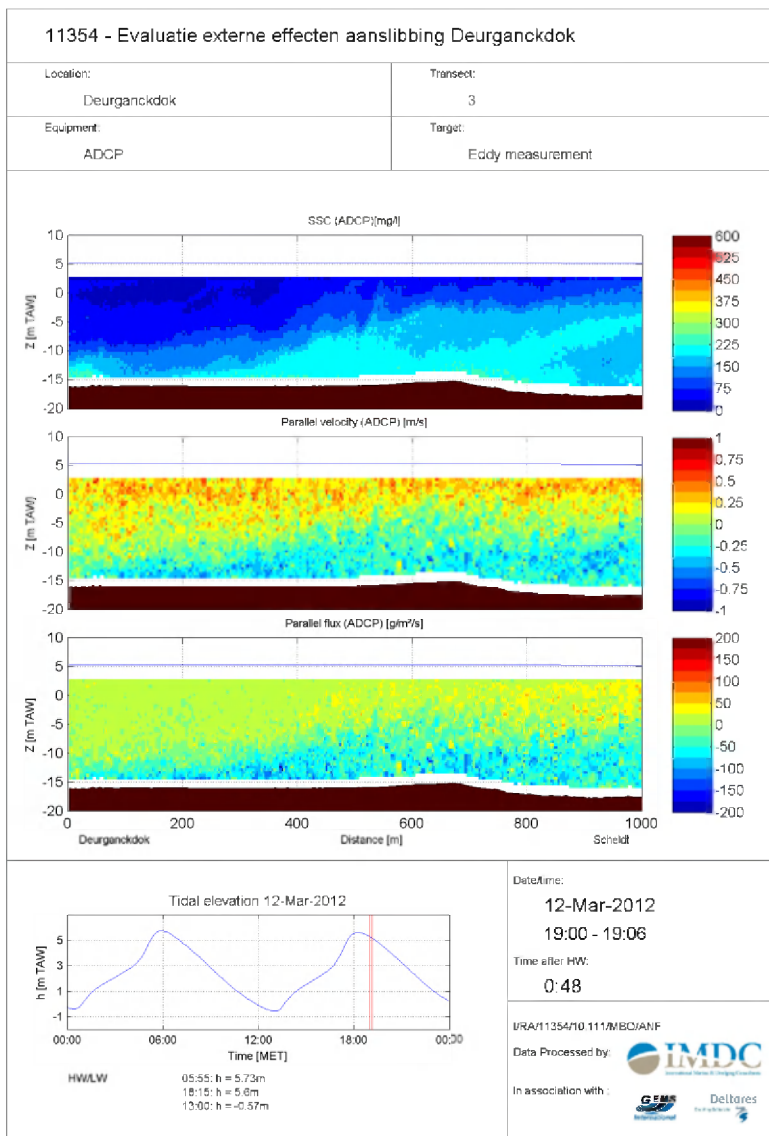 11354 - Evaluatie externe effecten aanslibbing Deurganckdok
Location:
Deurganckdok
Transect:
3
Equipment:
ADCP
Target:
Eddy measurement
SSC (ADCP)[mg/l]
10
5
0
-5
-10
-15
-20
Z [m TAW]
600
525
450
375
300
225
150
75
0
Parallel velocity (ADCP) [m/s]
10
5
0
-5
-10
-15
-20
Z [m TAW]
1
0.75
0.5
0.25
0
-0.25
-0.5
-0.75
-1
Parallel flux (ADCP) [g/m²/s]
10
5
0
-5
-10
-15
-20
Z [m TAW]
200
150
100
50
0
-50
-100
-150
-200
0 200 400 600 800 1000
Deurganckdok Distance [m] Scheldt
Tidal elevation 12-Mar-2012
h [m TAW]
5
3
1
-1
00:00 06:00 12:00 18:00 00:00
Time [MET]
HW/LW
05:55: h = 5.73m
18:15: h = 5.6m
13:00: h = -0.57m
Date/time:
12-Mar-2012
19:00 - 19:06
Time after HW:
0:48
I/RA/11354/10.111/MBO/ANF
Data Processed by:
IMDC
International Marine & Dredging Consultants
In association with :
GEMS
International
Deltares